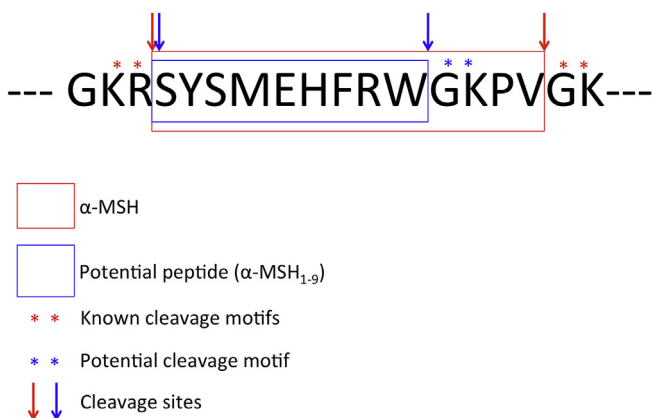 * * * * * *
--- GKRSYSMEHFRWGKPVGK---
α-MSH
Potential peptide (α-MSH1-9)
* * Known cleavage motifs
* * Potential cleavage motif
Cleavage sites